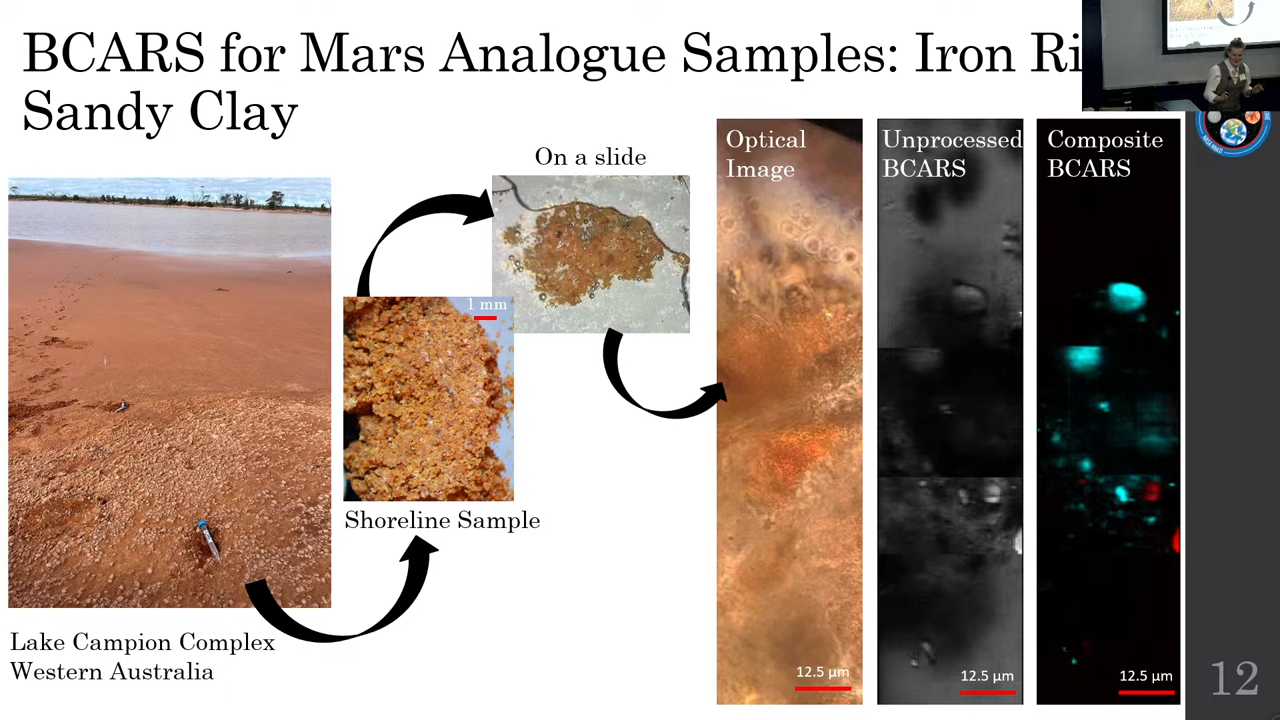 BCARS for Mars Analogue Samples: Iron Ri
Sandy Clay
On a slide
1 mm
Shoreline Sample
Lake Campion Complex
Western Australia
Optical
Image
Unprocessed
BCARS
Composite
BCARS
12.5 µm
12.5 µm
12.5 µm
12